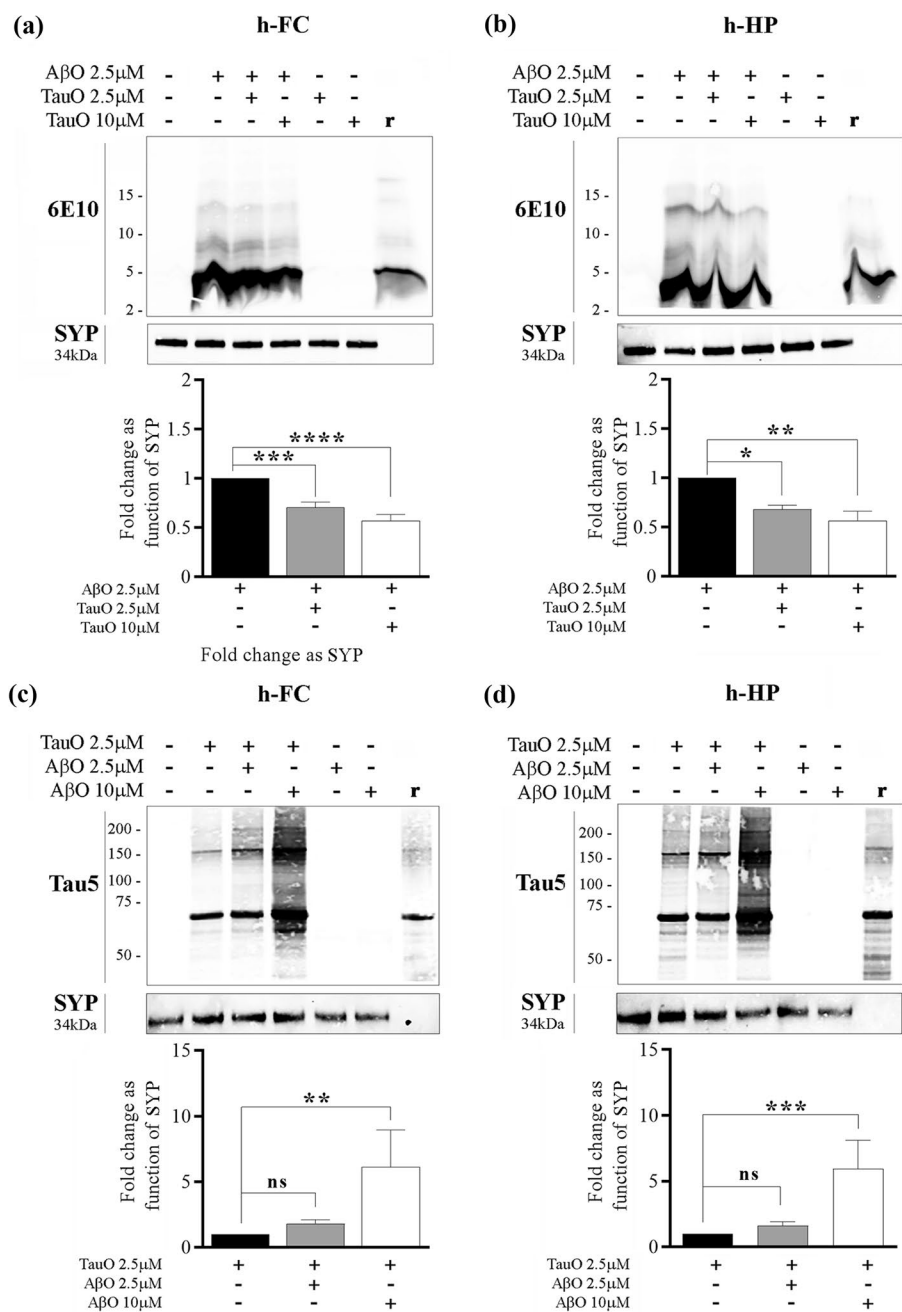 (a)
h-FC
AβO 2.5μM - + + + - -
TauO 2.5μM - - + - + -
TauO 10μM - - - + - + r
6E10
15 -
10 -
5 -
2 -
SYP
34kDa
Fold change as
function of SYP
2
1.5
1
0.5
0
****
***
AβO 2.5μM + + +
TauO 2.5μM - + -
TauO 10μM - - +
Fold change as SYP
(b)
h-HP
AβO 2.5μM - + + + - -
TauO 2.5μM - - + - + -
TauO 10μM - - - + - + r
6E10
15 -
10 -
5 -
2 -
SYP
34kDa
Fold change as
function of SYP
2
1.5
1
0.5
0
**
*
AβO 2.5μM + + +
TauO 2.5μM - + -
TauO 10μM - - +
(c)
h-FC
TauO 2.5μM - + + + - -
AβO 2.5μM - - + - + -
AβO 10μM - - - + - + r
Tau5
200 -
150 -
100 -
75 -
50 -
SYP
34kDa
Fold change as
function of SYP
15
10
5
0
**
ns
TauO 2.5μM + + +
AβO 2.5μM - + -
AβO 10μM - - +
(d)
h-HP
TauO 2.5μM - + + + - -
AβO 2.5μM - - + - + -
AβO 10μM - - - + - + r
Tau5
200 -
150 -
100 -
75 -
50 -
SYP
34kDa
Fold change as
function of SYP
15
10
5
0
***
ns
TauO 2.5μM + + +
AβO 2.5μM - + -
AβO 10μM - - +